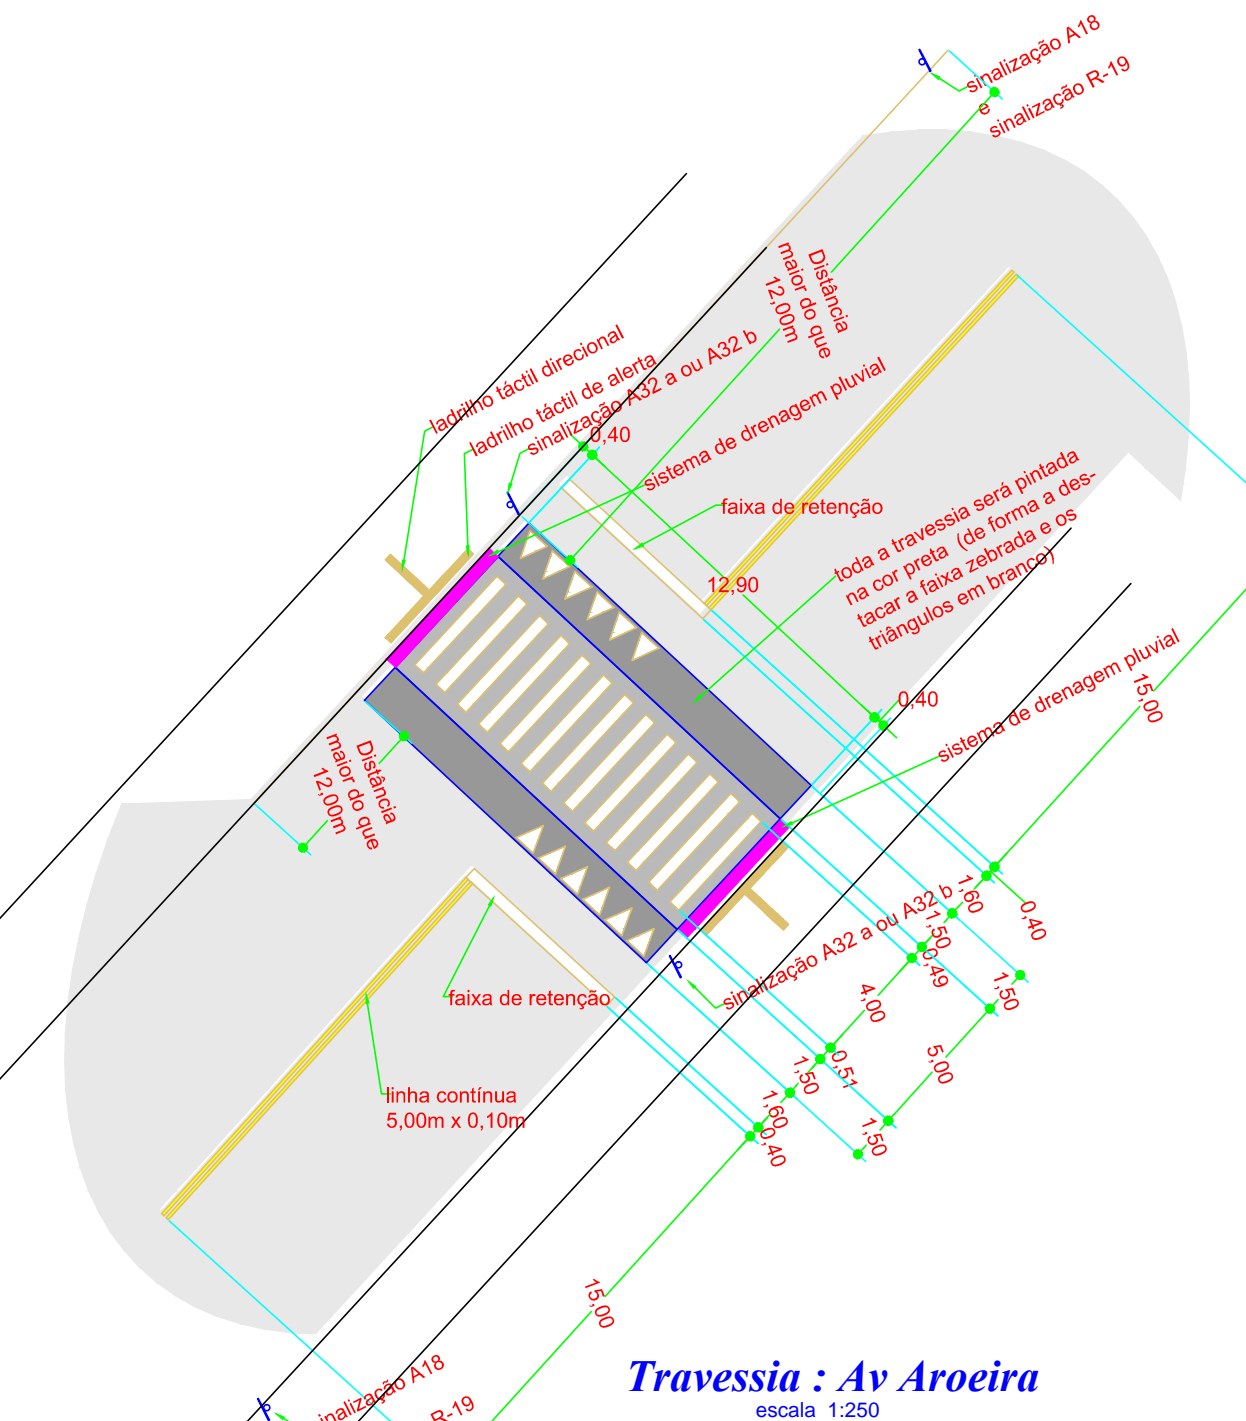 sinalização A18
e
sinalização R-19
Distância
maior do que
12,00m
ladrilho táctil direcional
ladrilho táctil de alerta
sinalização A32 a ou A32 b
0,40
sistema de drenagem pluvial
faixa de retenção
toda a travessia será pintada
na cor preta (de forma a des-
tacar a faixa zebrada e os
triângulos em branco)
12,90
0,40
sistema de drenagem pluvial
15,00
Distância
maior do que
12,00m
1,60
0,40
1,50
0,49
1,50
4,00
5,00
0,51
1,50
1,50
1,60
0,40
sinalização A32 a ou A32 b
faixa de retenção
linha contínua
5,00m x 0,10m
15,00
Travessia : Av Aroeira
escala 1:250
inalização A18
R-19